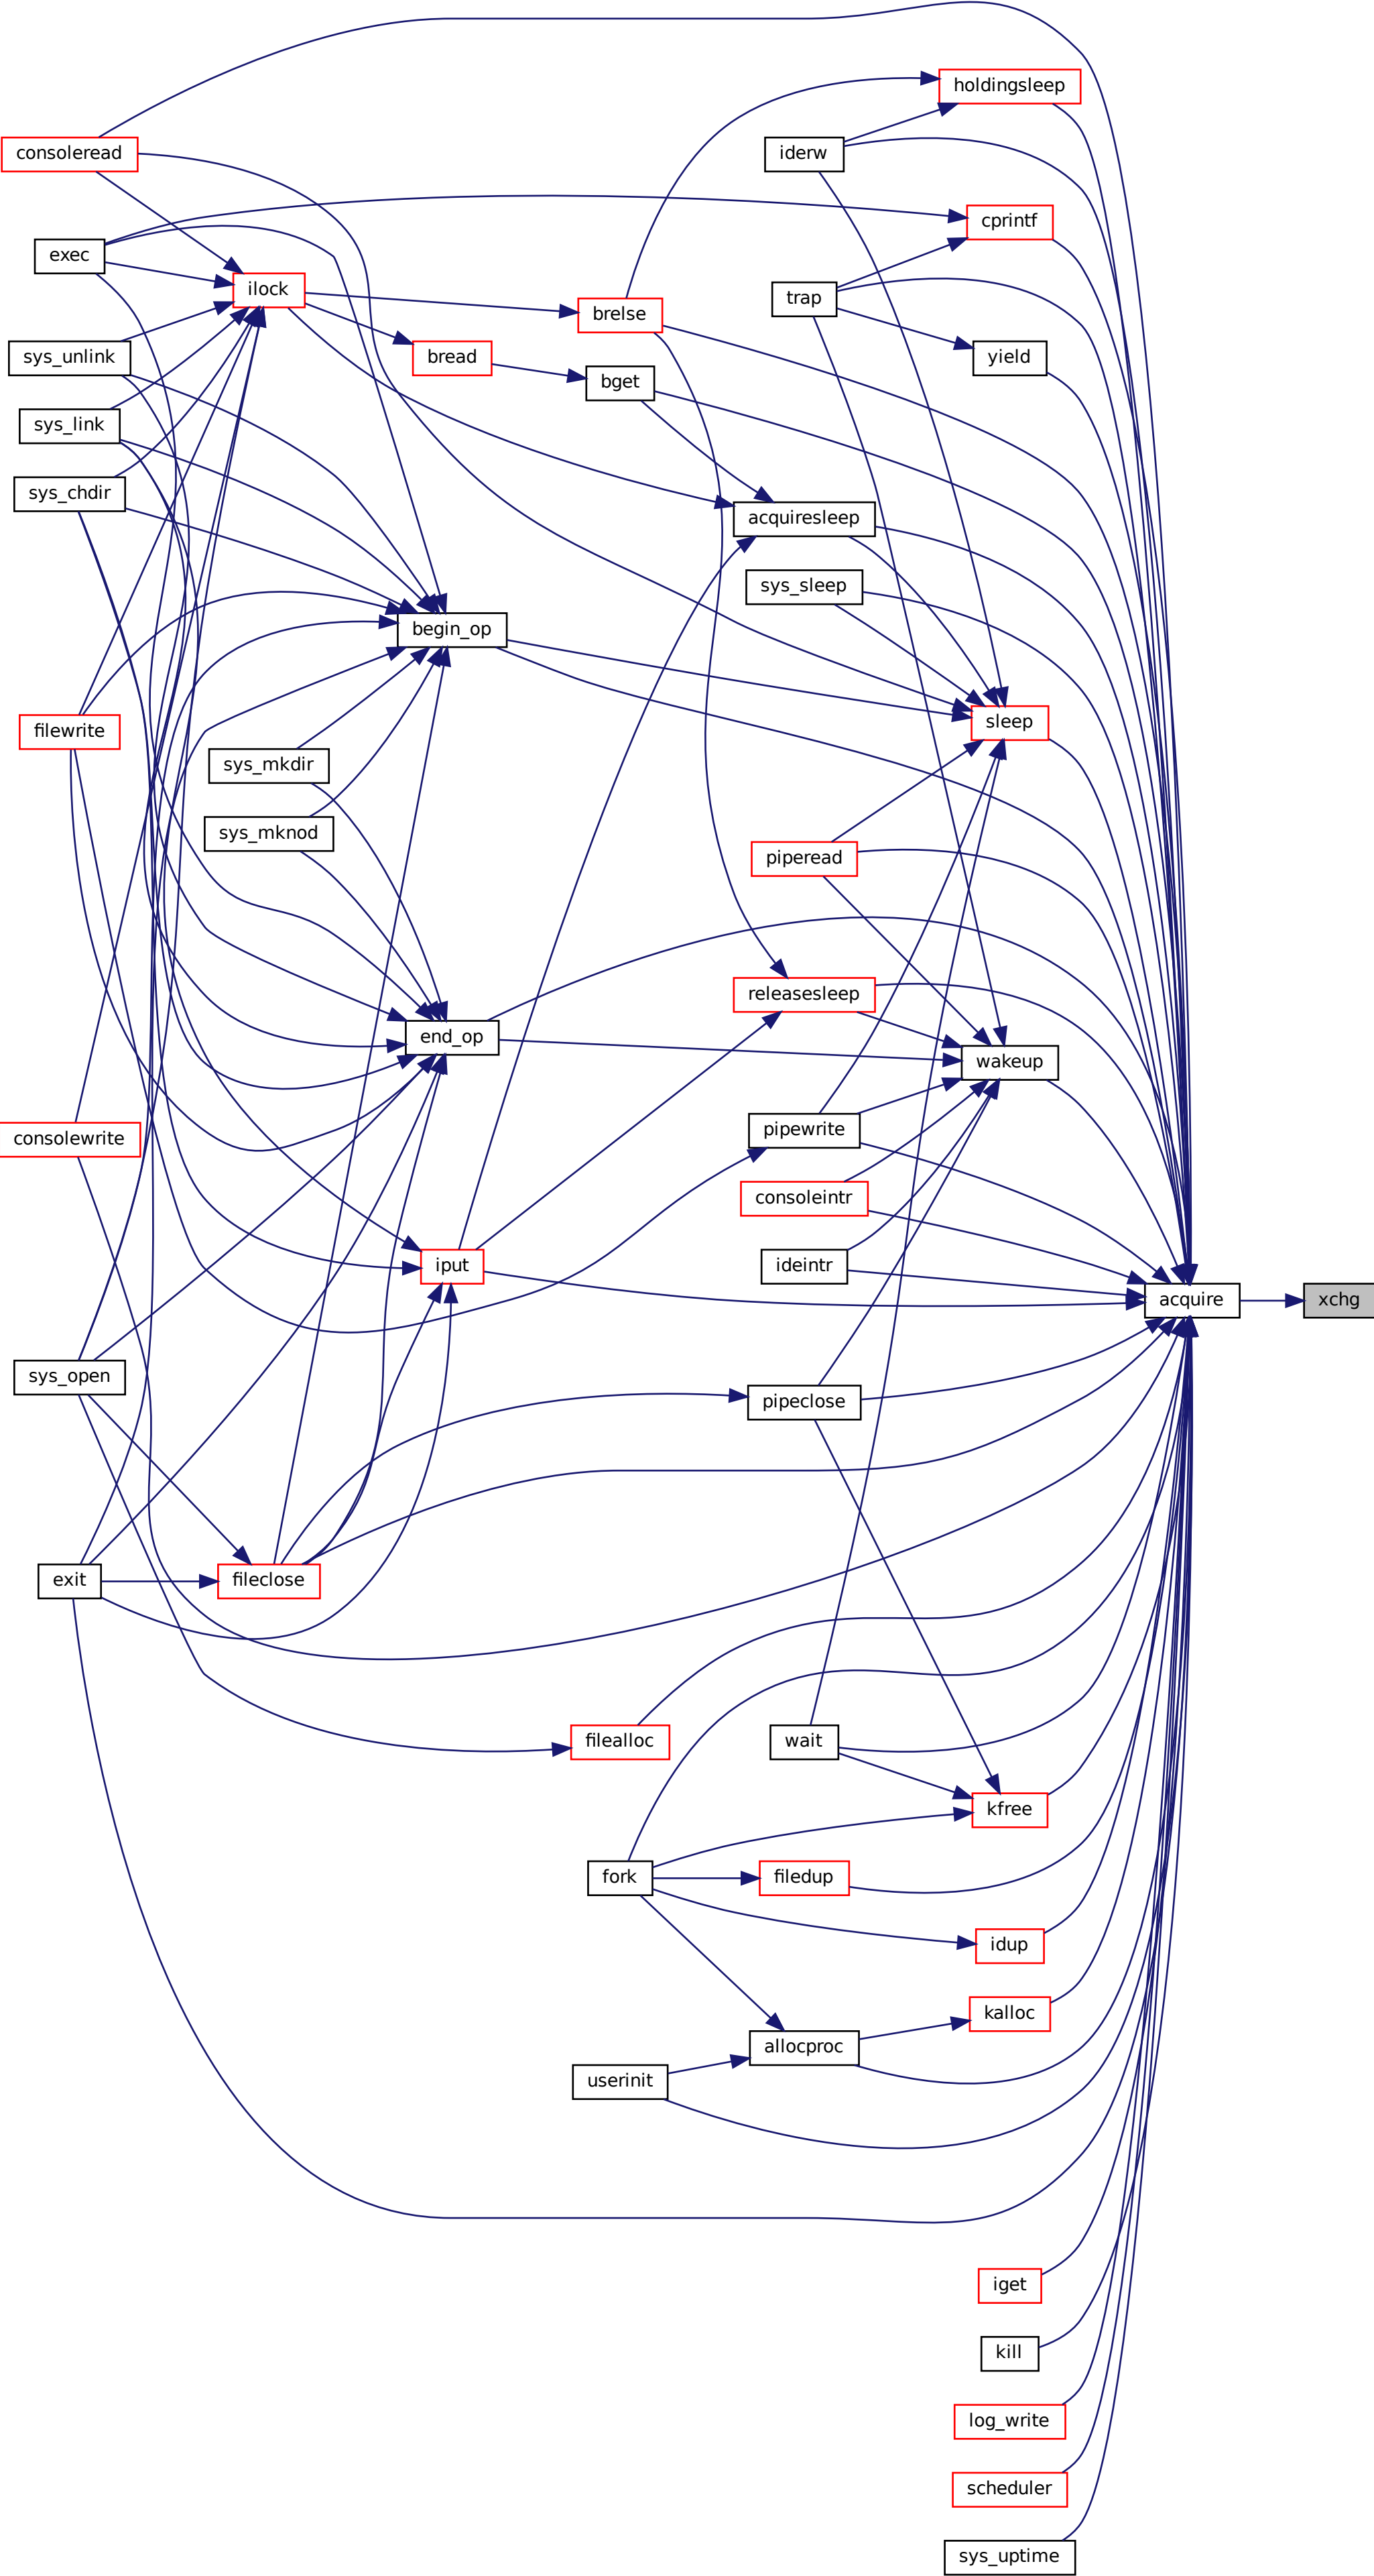 holdingsleep
consoleread
iderw
cprintf
exec
ilock
trap
brelse
sys_unlink
bread
yield
bget
sys_link
sys_chdir
acquiresleep
sys_sleep
begin_op
filewrite
sleep
sys_mkdir
sys_mknod
piperead
releasesleep
end_op
wakeup
consolewrite
pipewrite
consoleintr
iput
ideintr
acquire
xchg
sys_open
pipeclose
exit
fileclose
filealloc
wait
kfree
fork
filedup
idup
kalloc
allocproc
userinit
iget
kill
log_write
scheduler
sys_uptime